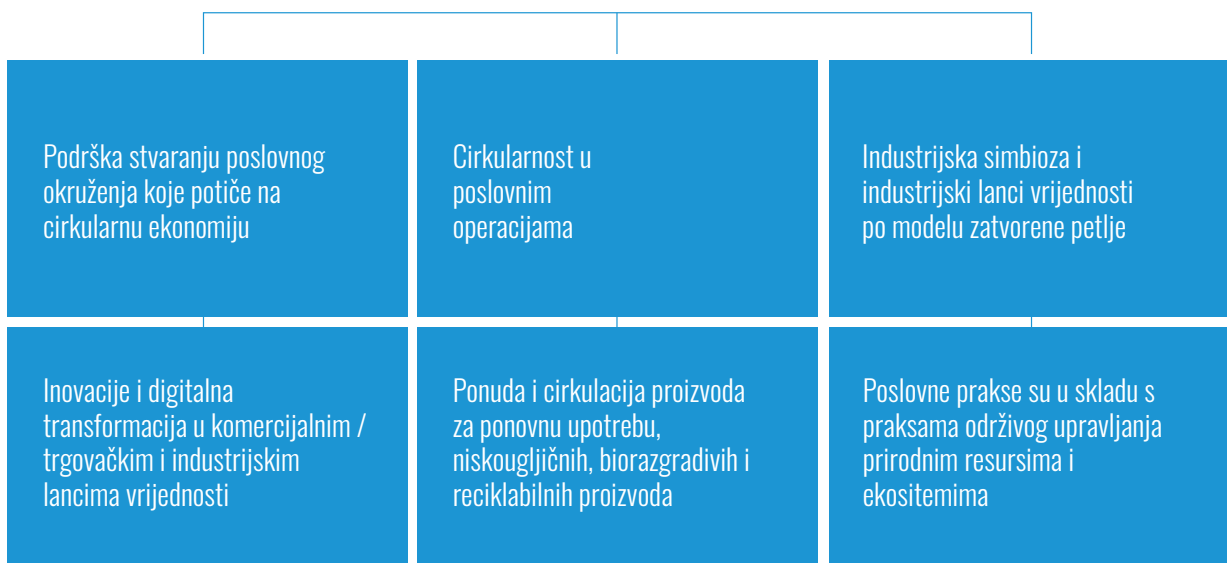 Podrška stvaranju poslovnog
okruženja koje potiče na
cirkularnu ekonomiju
Cirkularnost u
poslovnim
operacijama
Industrijska simbioza i
industrijski lanci vrijednosti
po modelu zatvorene petlje
Inovacije i digitalna
transformacija u komercijalnim /
trgovačkim i industrijskim
lancima vrijednosti
Ponuda i cirkulacija proizvoda
za ponovnu upotrebu,
niskougljičnih, biorazgradivih i
reciklabilnih proizvoda
Poslovne prakse su u skladu s
praksama održivog upravljanja
prirodnim resursima i
ekositemima